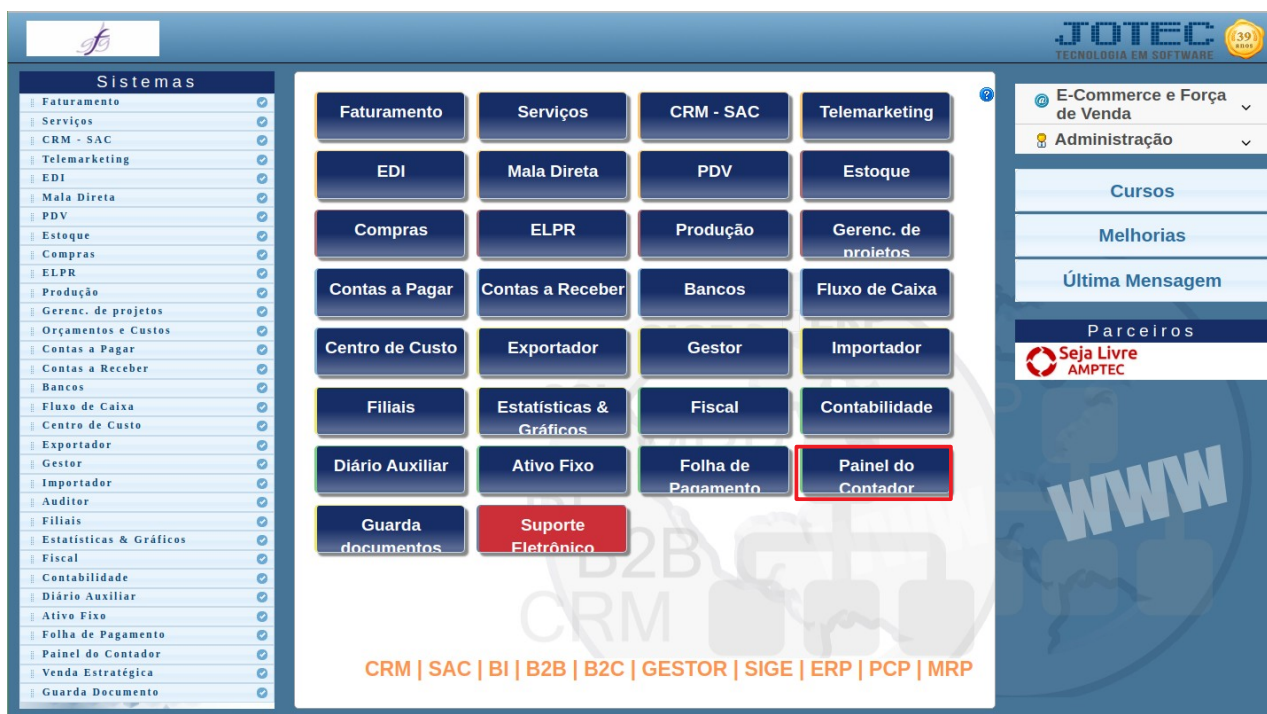 gfg
JOTEC
TECNOLOGIA EM SOFTWARE
39
anos
Sistemas
Faturamento
Serviços
CRM - SAC
Telemarketing
EDI
Mala Direta
PDV
Estoque
Compras
ELPR
Produção
Gerenc. de projetos
Orçamentos e Custos
Contas a Pagar
Contas a Receber
Bancos
Fluxo de Caixa
Centro de Custo
Exportador
Gestor
Importador
Auditor
Filiais
Estatísticas & Gráficos
Fiscal
Contabilidade
Diário Auxiliar
Ativo Fixo
Folha de Pagamento
Painel do Contador
Venda Estratégica
Guarda Documento
Faturamento
Serviços
CRM - SAC
Telemarketing
EDI
Mala Direta
PDV
Estoque
Compras
ELPR
Produção
Gerenc. de
projetos
Contas a Pagar
Contas a Receber
Bancos
Fluxo de Caixa
Centro de Custo
Exportador
Gestor
Importador
Filiais
Estatísticas &
Gráficos
Fiscal
Contabilidade
Diário Auxiliar
Ativo Fixo
Folha de
Pagamento
Painel do
Contador
Guarda
documentos
Suporte
Eletrônico
B2B
CRM
CRM | SAC | BI | B2B | B2C | GESTOR | SIGE | ERP | PCP | MRP
E-Commerce e Força
de Venda
Administração
Cursos
Melhorias
Última Mensagem
Parceiros
Seja Livre
AMPTEC
WWW